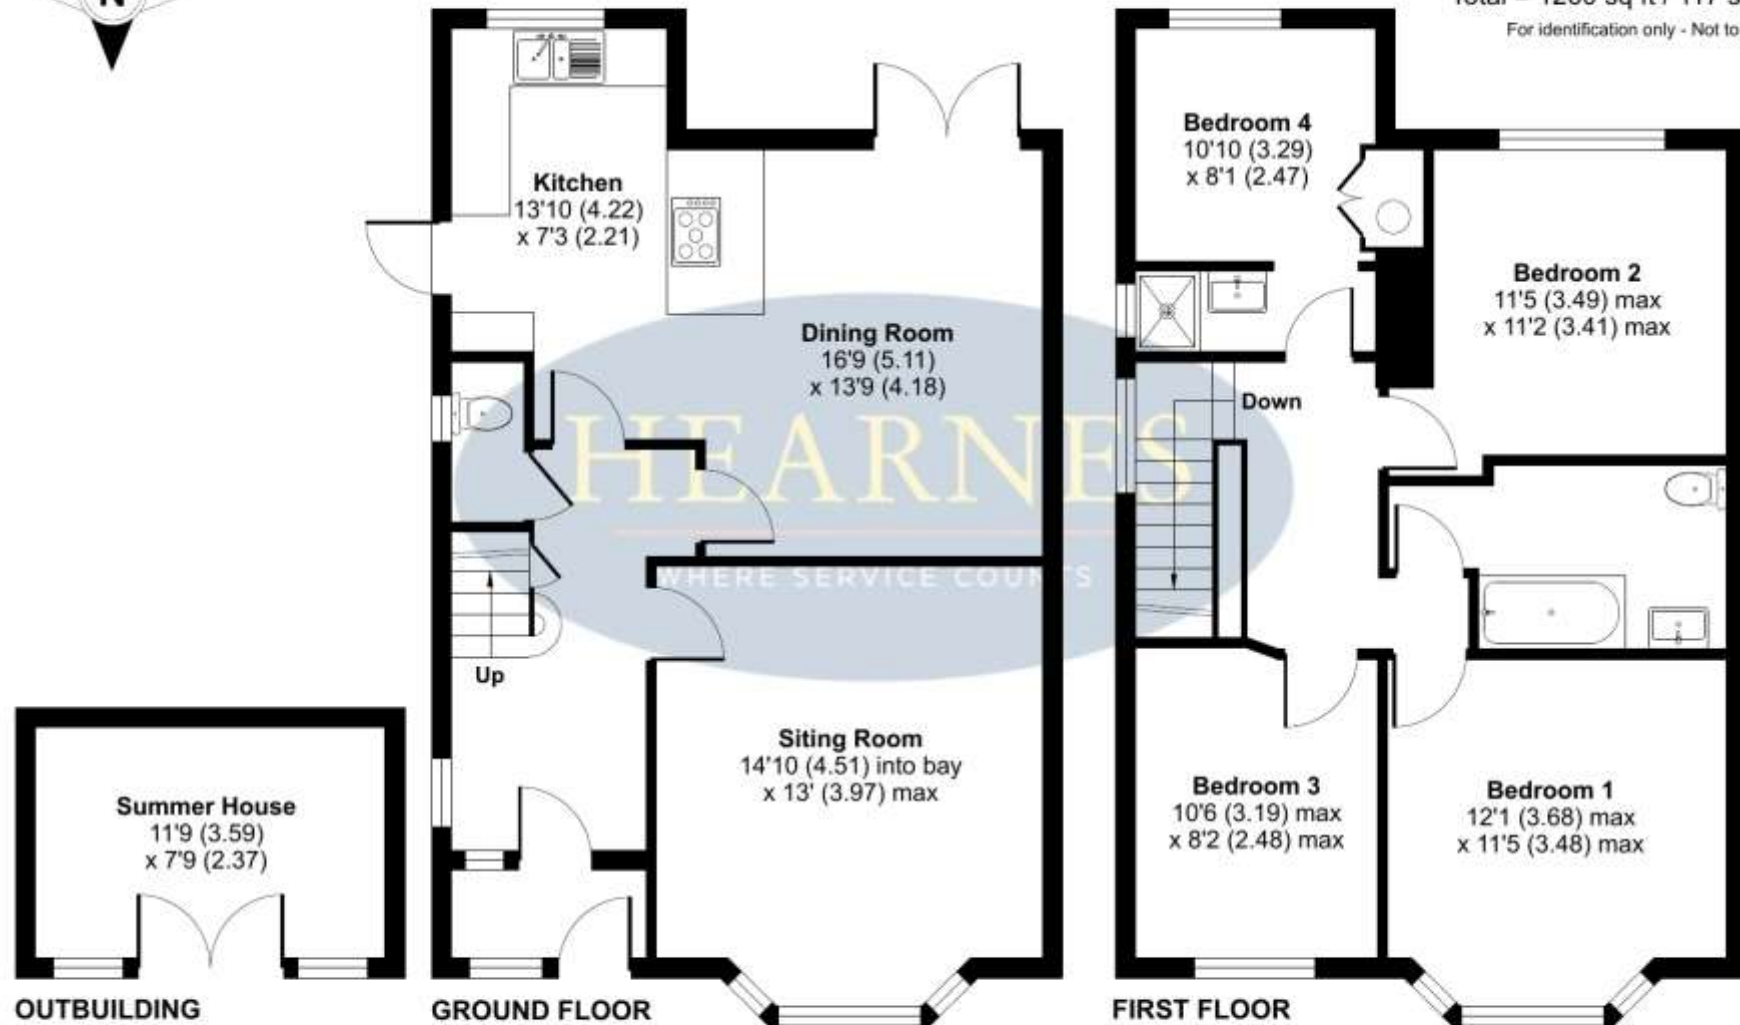 N
For identification only - Not to
Kitchen
13'10 (4.22)
x 7'3 (2.21)
Dining Room
16'9 (5.11)
x 13'9 (4.18)
Up
Siting Room
14'10 (4.51) into bay
x 13' (3.97) max
Summer House
11'9 (3.59)
x 7'9 (2.37)
Bedroom 4
10'10 (3.29)
x 8'1 (2.47)
Bedroom 2
11'5 (3.49) max
x 11'2 (3.41) max
Down
Bedroom 3
10'6 (3.19) max
x 8'2 (2.48) max
Bedroom 1
12'1 (3.68) max
x 11'5 (3.48) max
HEARNES
WHERE SERVICE COUNTS
OUTBUILDING
GROUND FLOOR
FIRST FLOOR